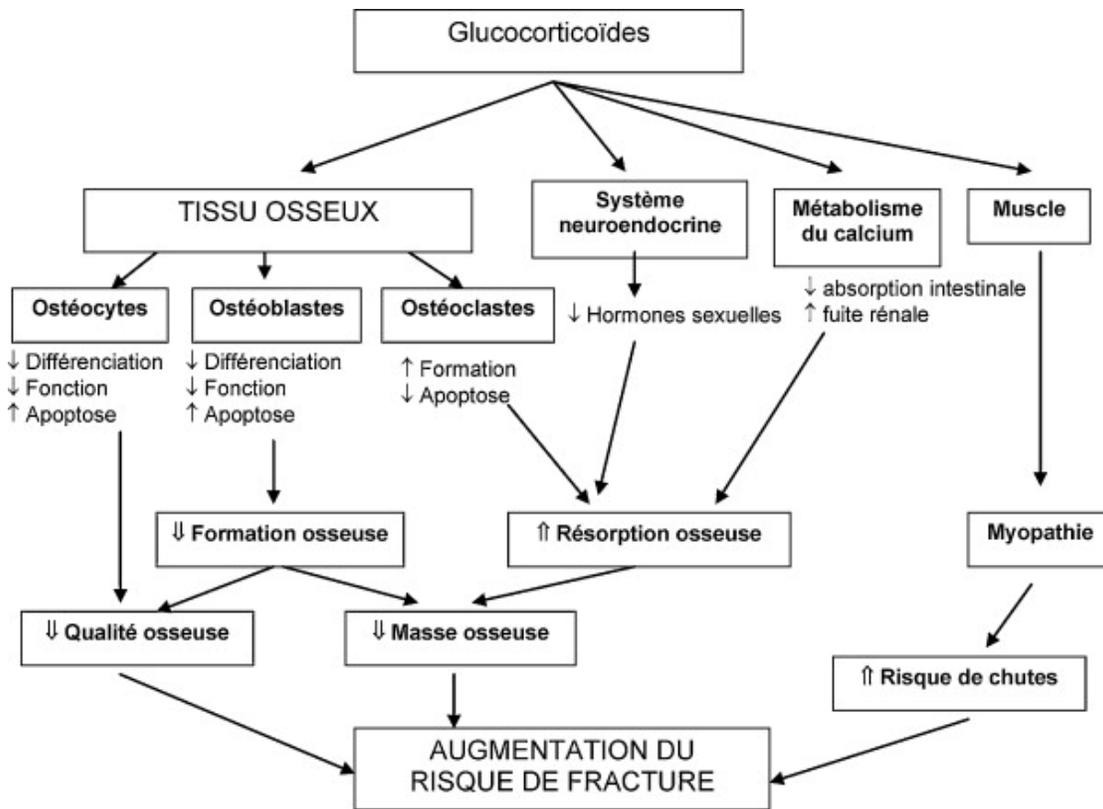 Glucocorticoïdes
TISSU OSSEUX
Système
neuroendocrine
Métabolisme
du calcium
Muscle
Ostéocytes
Ostéoblastes
Ostéoclastes
↓ Hormones sexuelles
↓ absorption intestinale
↑ fuite rénale
↓ Différenciation
↓ Fonction
↑ Apoptose
↓ Différenciation
↓ Fonction
↑ Apoptose
↑ Formation
↓ Apoptose
⇓ Formation osseuse
⇑ Résorption osseuse
Myopathie
⇓ Qualité osseuse
⇓ Masse osseuse
⇑ Risque de chutes
AUGMENTATION DU
RISQUE DE FRACTURE